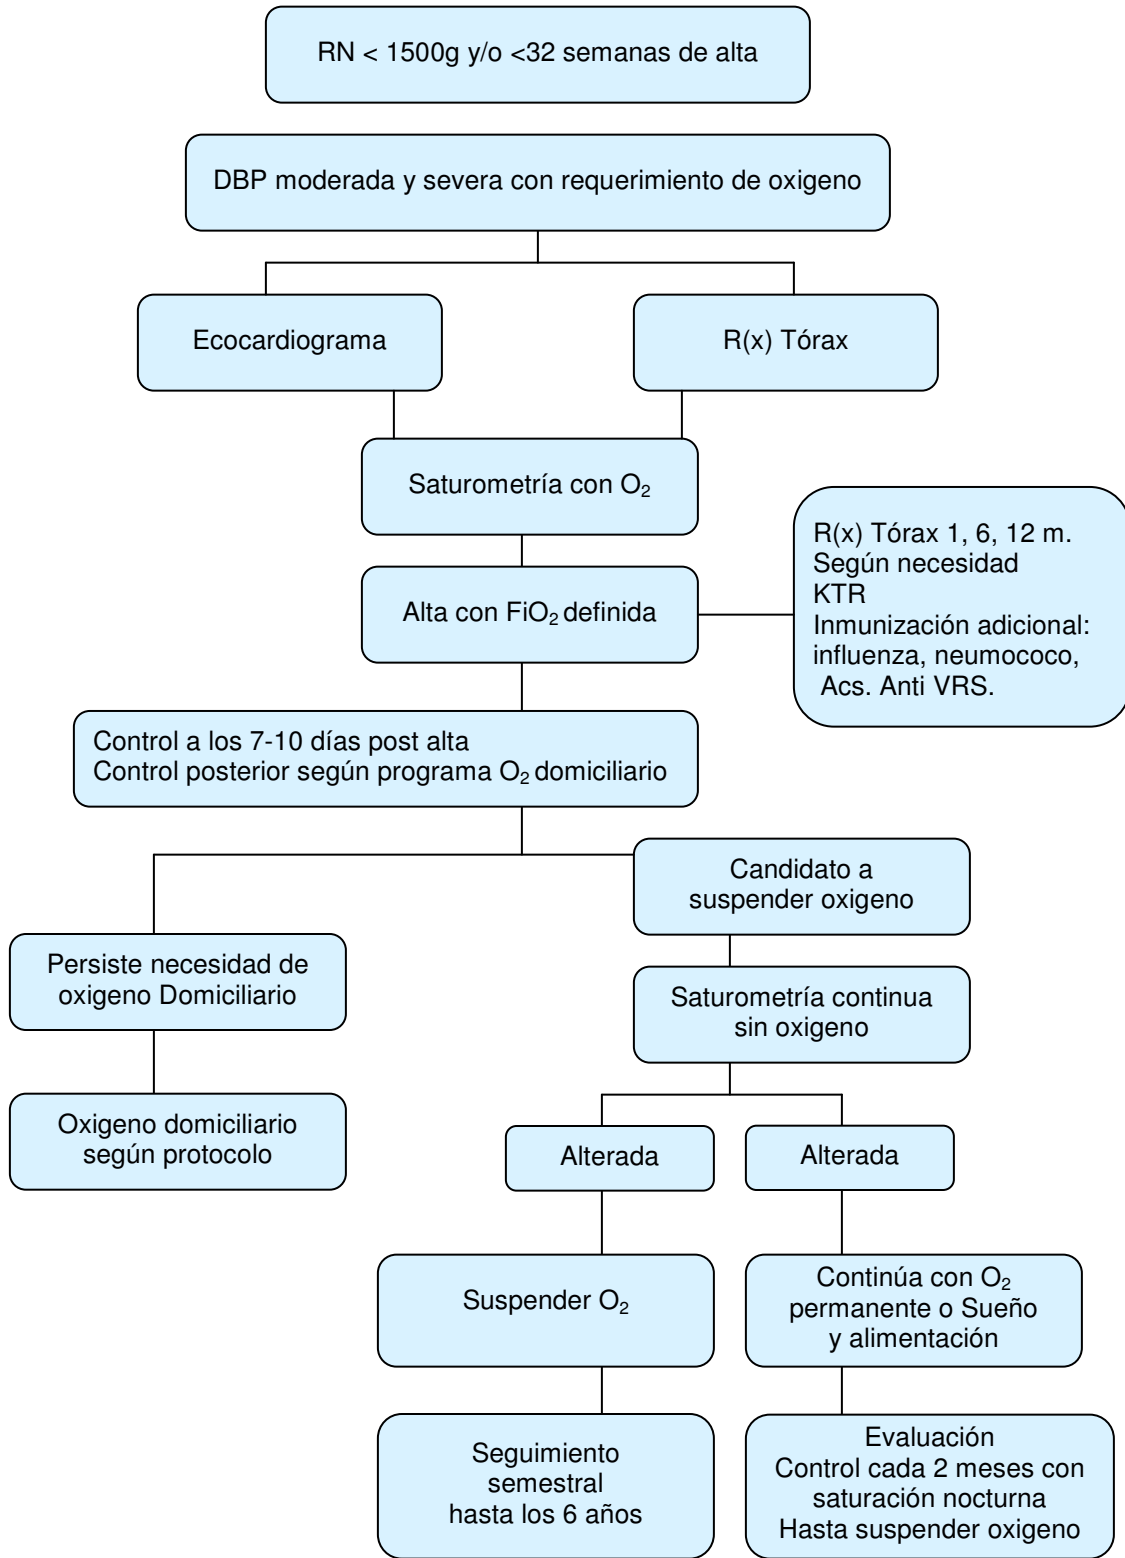 RN < 1500g y/o <32 semanas de alta
DBP moderada y severa con requerimiento de oxigeno
Ecocardiograma
R(x) Tórax
Saturometría con O₂
R(x) Tórax 1, 6, 12 m.
Según necesidad
KTR
Inmunización adicional:
influenza, neumococo,
Acs. Anti VRS.
Alta con FiO₂ definida
Control a los 7-10 días post alta
Control posterior según programa O₂ domiciliario
Candidato a
suspender oxigeno
Persiste necesidad de
oxigeno Domiciliario
Saturometría continua
sin oxigeno
Oxigeno domiciliario
según protocolo
Alterada
Alterada
Suspender O₂
Continúa con O₂
permanente o Sueño
y alimentación
Seguimiento
semestral
hasta los 6 años
Evaluación
Control cada 2 meses con
saturación nocturna
Hasta suspender oxigeno